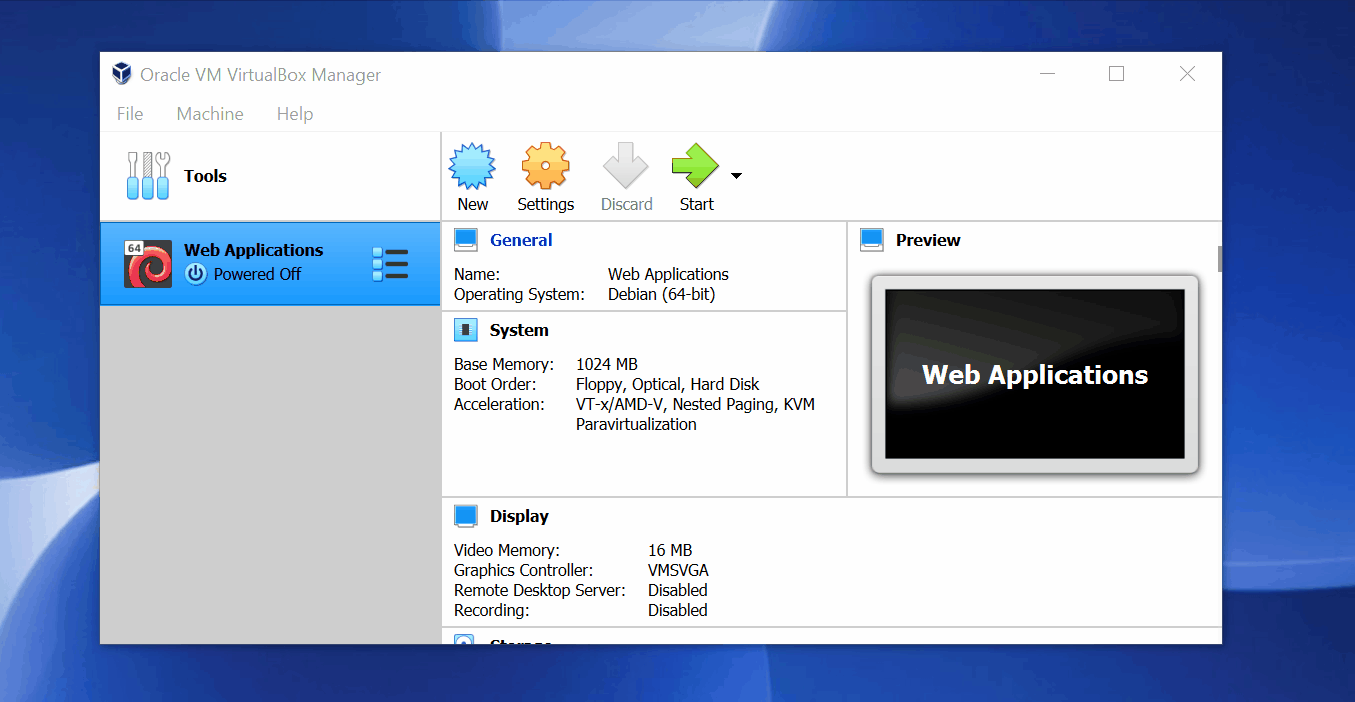 Oracle VM VirtualBox Manager
File Machine Help
Tools
New Settings Discard Start
64
Web Applications
Powered Off
General
Name: Web Applications
Operating System: Debian (64-bit)
System
Base Memory: 1024 MB
Boot Order: Floppy, Optical, Hard Disk
Acceleration: VT-x/AMD-V, Nested Paging, KVM
Paravirtualization
Preview
Web Applications
Display
Video Memory: 16 MB
Graphics Controller: VMSVGA
Remote Desktop Server: Disabled
Recording: Disabled
Storage